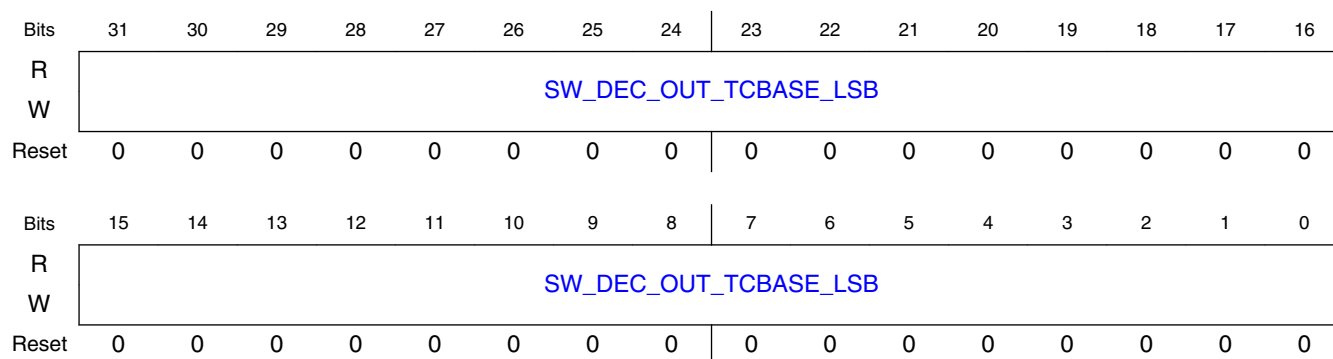 Bits 31 30 29 28 27 26 25 24 23 22 21 20 19 18 17 16
R
SW_DEC_OUT_TCBASE_LSB
W
Reset 0 0 0 0 0 0 0 0 0 0 0 0 0 0 0 0
Bits 15 14 13 12 11 10 9 8 7 6 5 4 3 2 1 0
R
SW_DEC_OUT_TCBASE_LSB
W
Reset 0 0 0 0 0 0 0 0 0 0 0 0 0 0 0 0